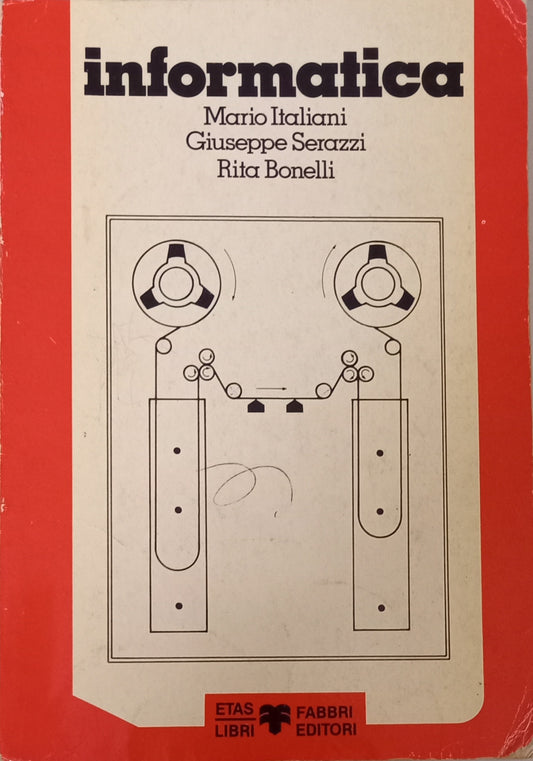 informatica
Mario Italiani
Giuseppe Serazzi
Rita Bonelli
ETAS
LIBRI
FABBRI
EDITORI